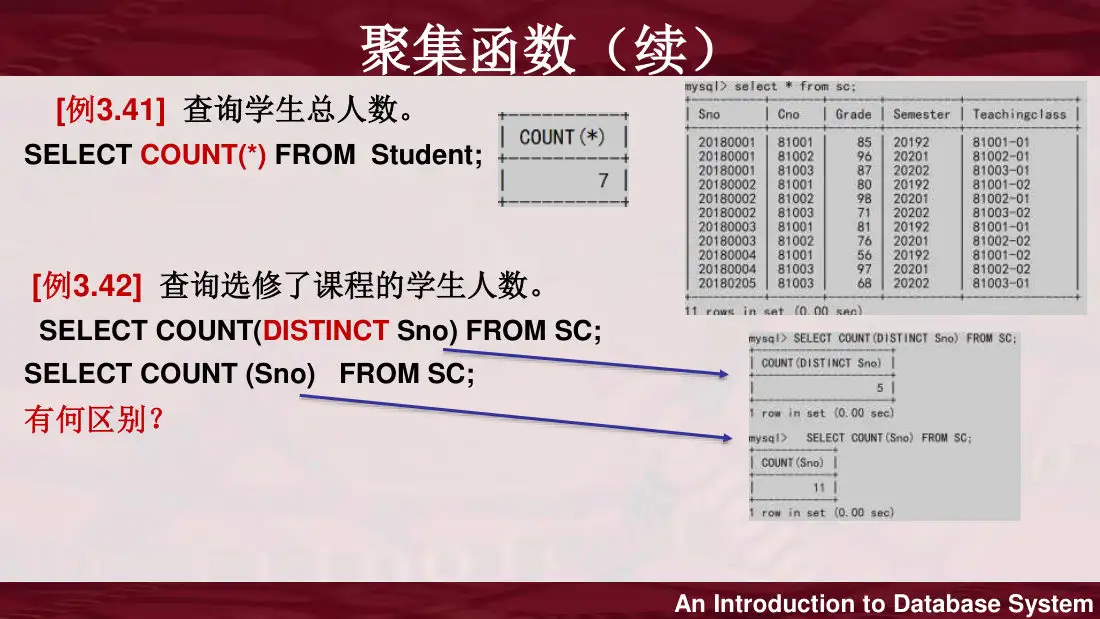 聚集函数（续）
[例3.41] 查询学生总人数。
SELECT COUNT(*) FROM Student;
COUNT(*)
7
[例3.42] 查询选修了课程的学生人数。
SELECT COUNT(DISTINCT Sno) FROM SC;
SELECT COUNT (Sno) FROM SC;
有何区别？
mysql> select * from sc;
| Sno | Cno | Grade | Semester | Teachingclass |
| 20180001 | 81001 | 85 | 20192 | 81001-01
| 20180001 | 81002 | 96 | 20201 | 81002-01
| 20180001 | 81003 | 87 | 20202 | 81003-01
| 20180002 | 81001 | 80 | 20192 | 81001-02
| 20180002 | 81002 | 98 | 20201 | 81002-01
| 20180002 | 81003 | 71 | 20202 | 81003-02
| 20180003 | 81001 | 81 | 20192 | 81001-01
| 20180003 | 81002 | 76 | 20201 | 81002-02
| 20180004 | 81001 | 56 | 20192 | 81001-02
| 20180004 | 81003 | 97 | 20201 | 81002-02
| 20180205 | 81003 | 68 | 20202 | 81003-01
11 rows in set (0.00 sec)
mysql> SELECT COUNT(DISTINCT Sno) FROM SC;
| COUNT(DISTINCT Sno) |
| 5 |
1 row in set (0.00 sec)
mysql> SELECT COUNT(Sno) FROM SC;
| COUNT(Sno) |
| 11 |
1 row in set (0.00 sec)
An Introduction to Database System